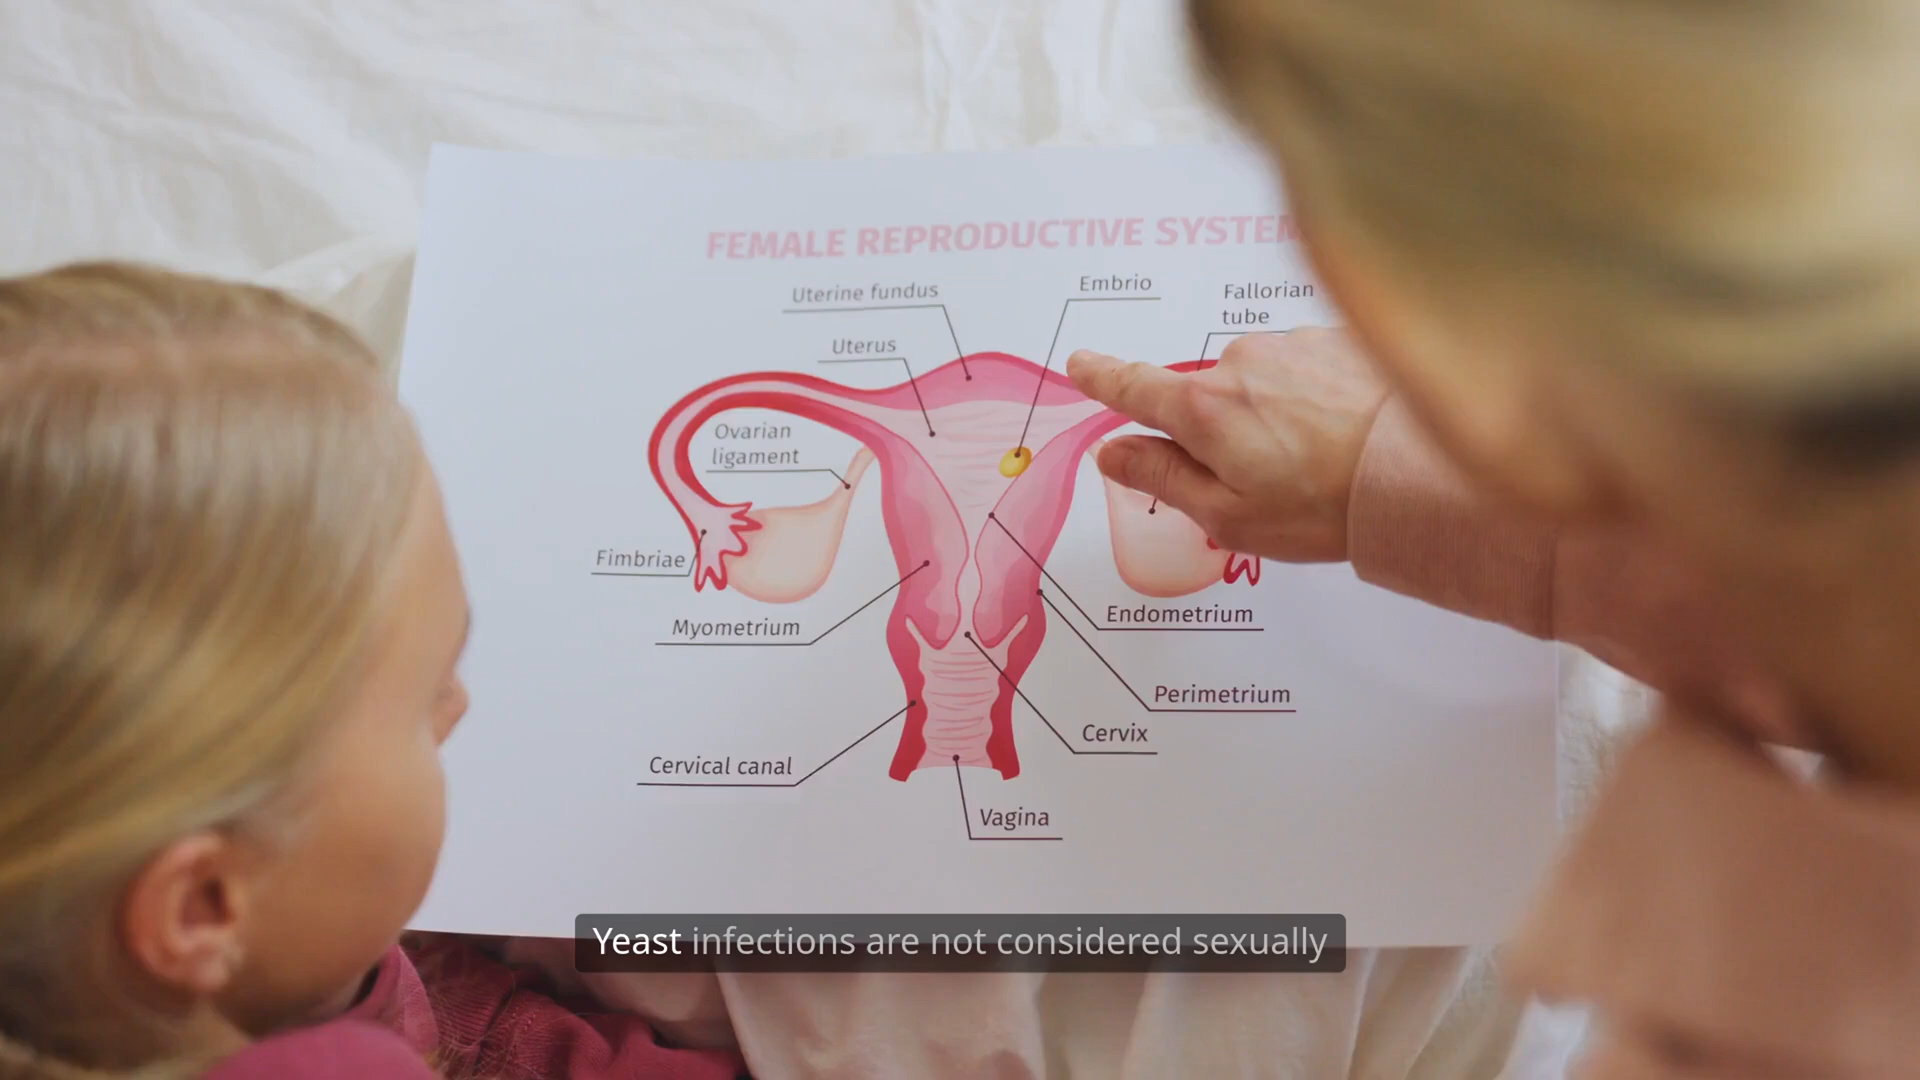 FEMALE REPRODUCTIVE SYSTEM
Uterine fundus
Embrio
Fallorian
tube
Uterus
Ovarian
ligament
Fimbriae
Myometrium
Endometrium
Perimetrium
Cervix
Cervical canal
Vagina
Yeast infections are not considered sexually